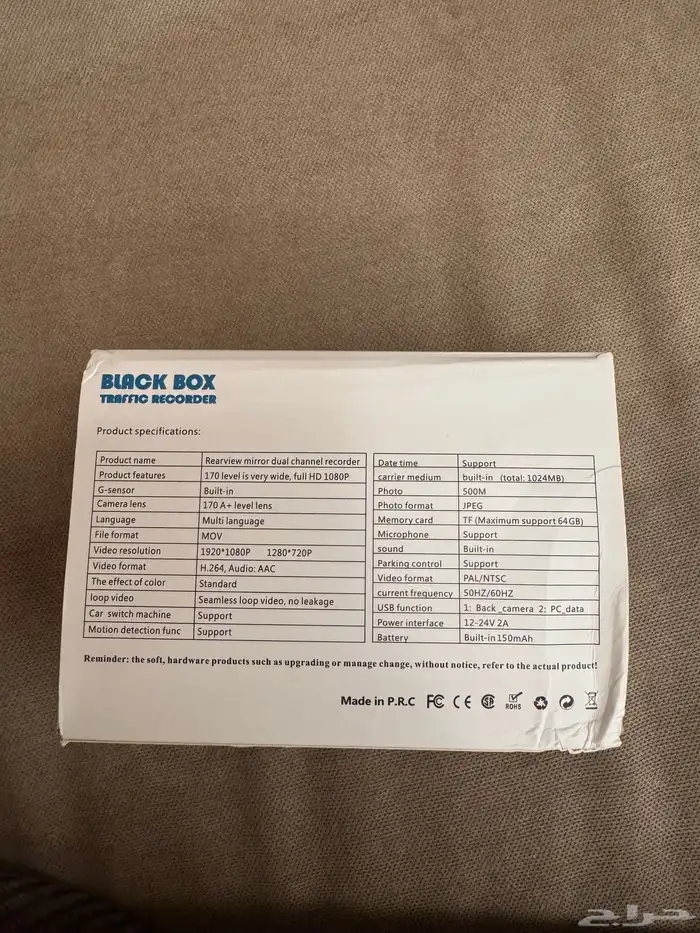 BLACK BOX
TRAFFIC RECORDER
Product specifications:
Product name Rearview mirror dual channel recorder
Product features 170 level is very wide, full HD 1080P
G-sensor Built-in
Camera lens 170 A+ level lens
Language Multi language
File format MOV
Video resolution 1920*1080P 1280*720P
Video format H.264, Audio: AAC
The effect of color Standard
loop video Seamless loop video, no leakage
Car switch machine Support
Motion detection func Support
Date time Support
carrier medium built-in (total: 1024MB)
Photo 500M
Photo format JPEG
Memory card TF (Maximum support 64GB)
Microphone Support
sound Built-in
Parking control Support
Video format PAL/NTSC
current frequency 50HZ/60HZ
USB function 1: Back_camera 2: PC_data
Power interface 12-24V 2A
Battery Built-in 150mAh
Reminder: the soft, hardware products such as upgrading or manage change, without notice, refer to the actual product!
Made in P.R.C FC CE ROHS
حراج